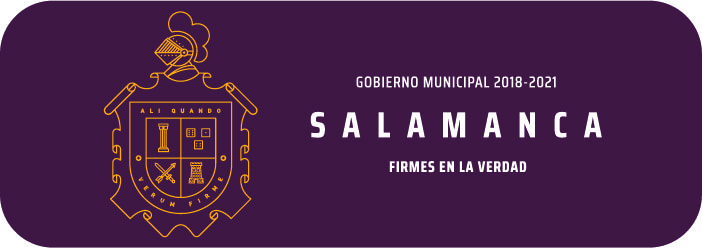 ALI QUANDO
VERUM FIRME
GOBIERNO MUNICIPAL 2018-2021
SALAMANCA
FIRMES EN LA VERDAD